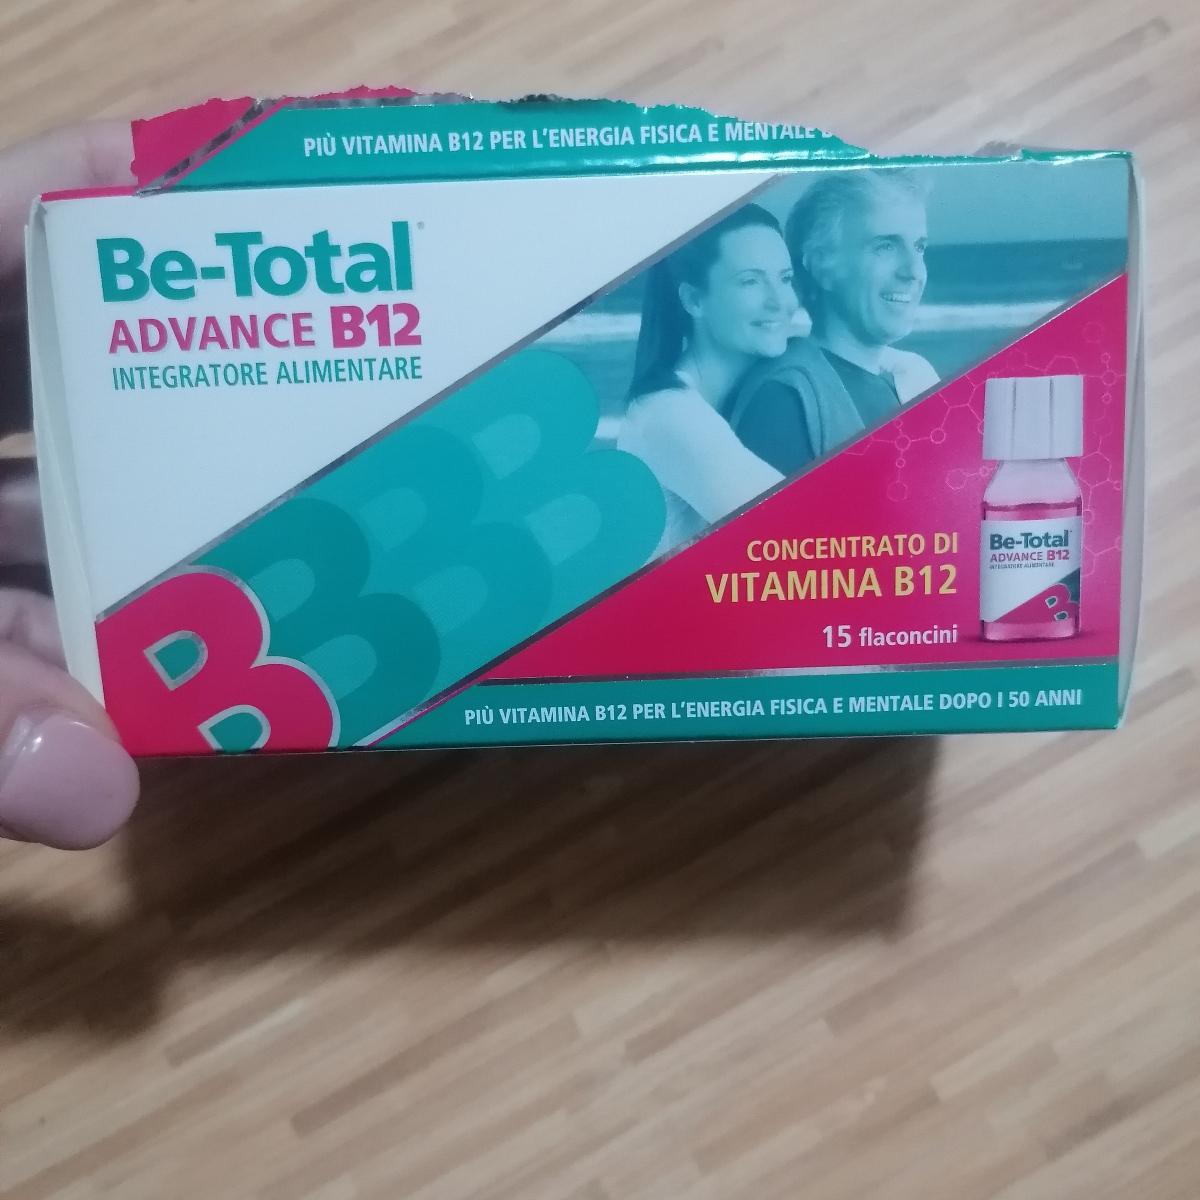 PIÙ VITAMINA B12 PER L'ENERGIA FISICA E MENTALE
Be-Total®
ADVANCE B12
INTEGRATORE ALIMENTARE
CONCENTRATO DI
VITAMINA B12
15 flaconcini
Be-Total
ADVANCE B12
INTEGRATORE ALIMENTARE
B
PIÙ VITAMINA B12 PER L'ENERGIA FISICA E MENTALE DOPO I 50 ANNI